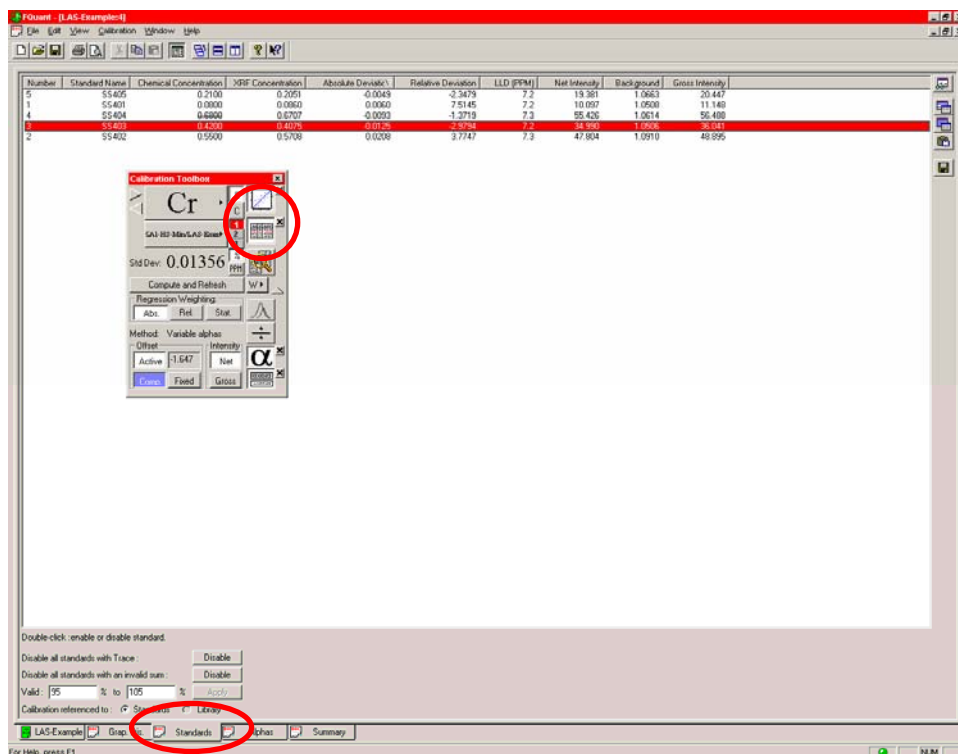 FQuant - [LAS-Example:4]
File Edit View Calibration Window Help
Number Standard Name Chemical Concentration XRF Concentration Absolute Deviatic\ Relative Deviation LLD (PPM) Net Intensity Background Gross Intensity
5 SS405 0.2100 0.2051 -0.0049 -2.3479 7.2 19.381 1.0663 20.447
1 SS401 0.0800 0.0860 0.0060 7.5145 7.2 10.097 1.0508 11.148
4 SS404 0.6800 0.6707 -0.0093 -1.3719 7.3 55.426 1.0614 56.488
3 SS403 0.4200 0.4075 -0.0125 -2.9794 7.2 34.990 1.0506 36.041
2 SS402 0.5500 0.5708 0.0208 3.7747 7.3 47.804 1.0910 48.895
Calibration Toolbox
Cr
C
1
2
Std Dev: 0.01356
PPM
Compute and Refresh W
Regression Weighting:
Abs. Rel. Stat.
Method: Variable alphas
Offset Intensity
Active -1.647 Net
Comp. Fixed Gross
α
Double-click :enable or disable standard.
Disable all standards with Trace : Disable
Disable all standards with an invalid sum : Disable
Valid : 95 % to 105 % Apply
Calibration referenced to : Standards Library
LAS-Example Standards Alphas Summary
For Help, press F1 NUM